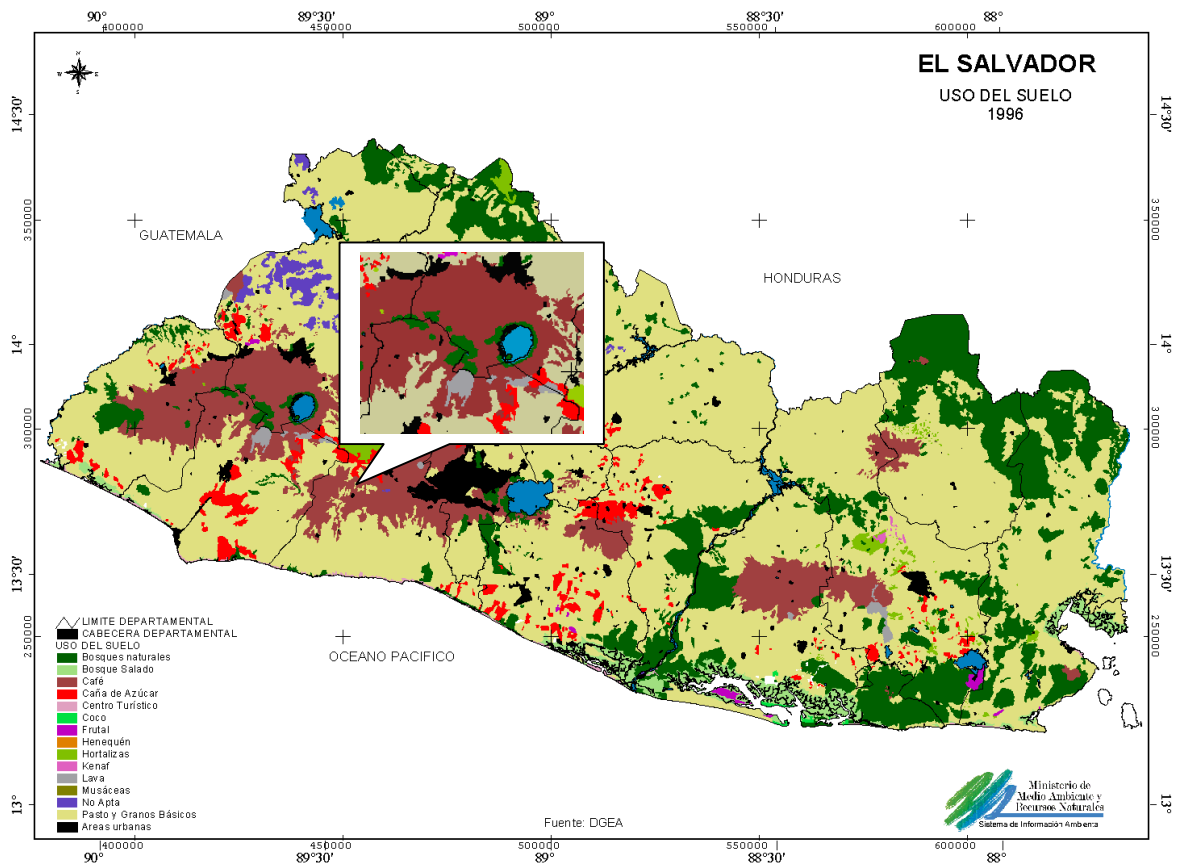 90° 89°30' 89° 88°30' 88°
400000 450000 500000 550000 600000
EL SALVADOR
USO DEL SUELO
1996
N
W E
S
14°30' 14°30'
350000 350000
GUATEMALA
HONDURAS
14° 14°
300000 300000
13°30' 13°30'
250000 250000
OCEANO PACIFICO
LIMITE DEPARTAMENTAL
CABECERA DEPARTAMENTAL
USO DEL SUELO
Bosques naturales
Bosque Salado
Café
Caña de Azúcar
Centro Turístico
Coco
Frutal
Henequén
Hortalizas
Kenaf
Lava
Musáceas
No Apta
Pasto y Granos Básicos
Areas urbanas
13° 13°
Ministerio de
Medio Ambiente y
Recursos Naturales
Sistema de Información Ambienta
Fuente: DGEA
400000 450000 500000 550000 600000
90° 89°30' 89° 88°30' 88°